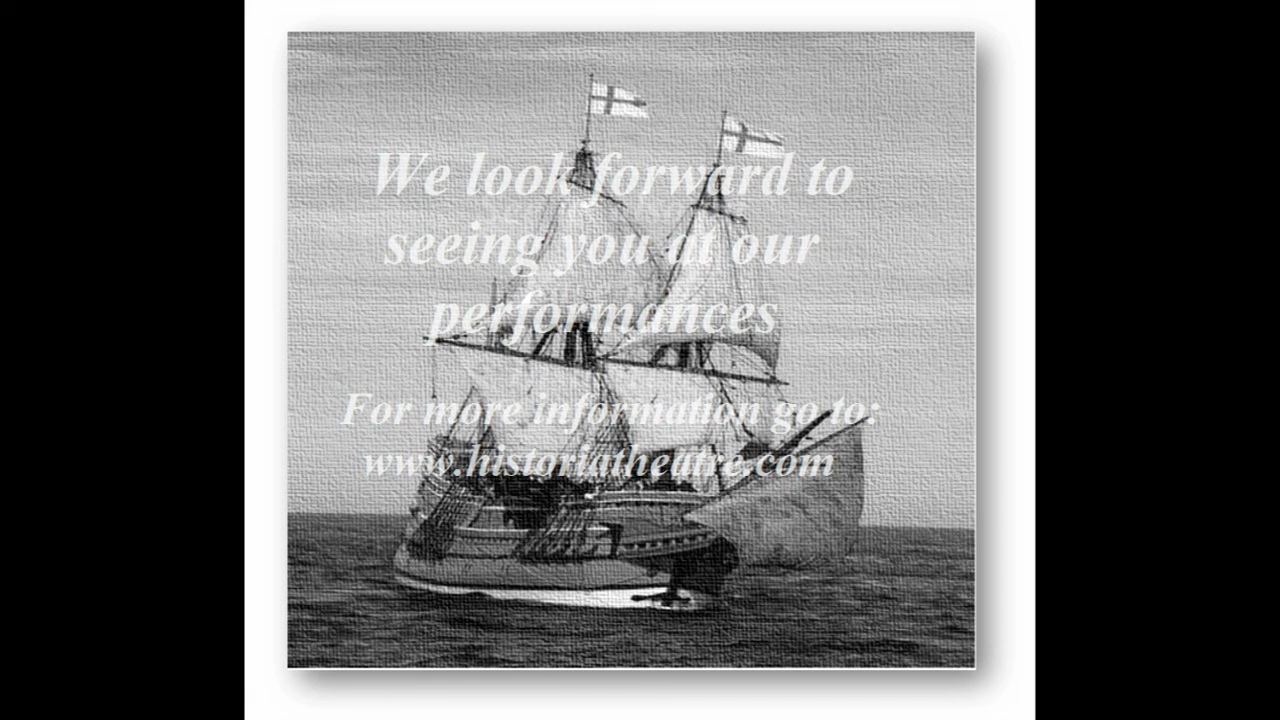 We look forward to
seeing you at our
performances
For more information go to:
www.historiatheatre.com